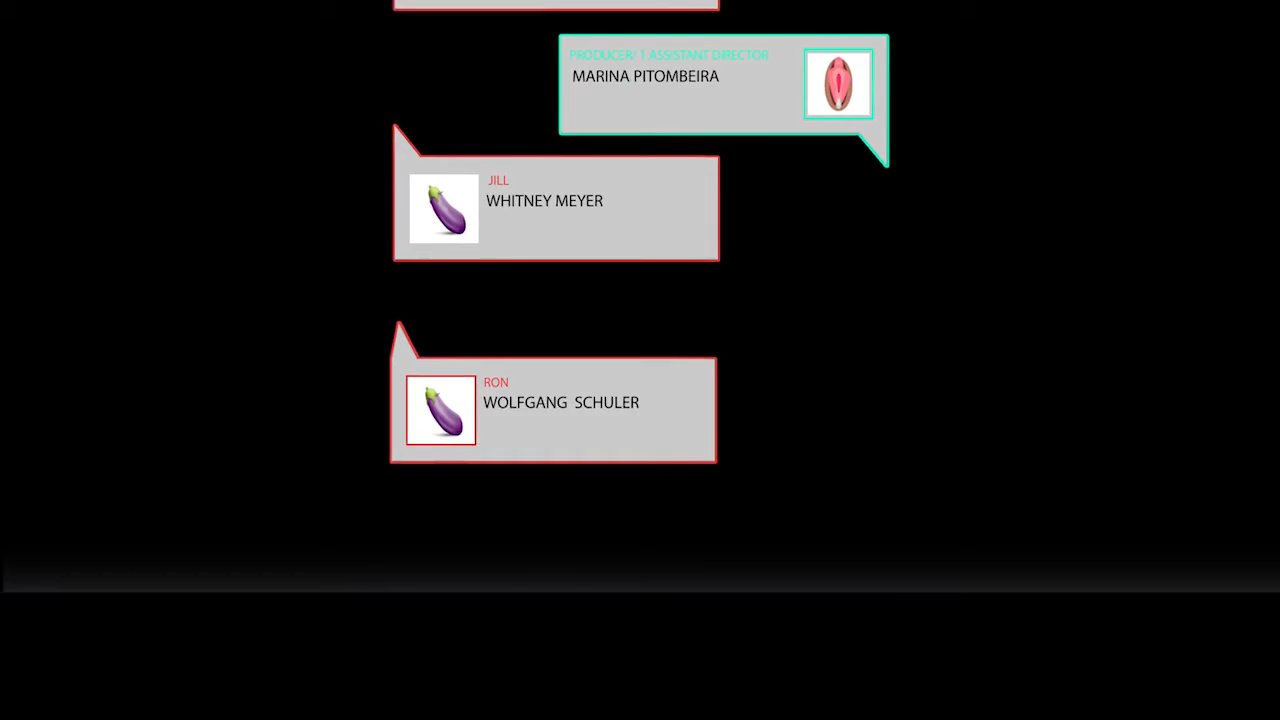 PRODUCER/ 1 ASSISTANT DIRECTOR
MARINA PITOMBEIRA
JILL
WHITNEY MEYER
RON
WOLFGANG SCHULER